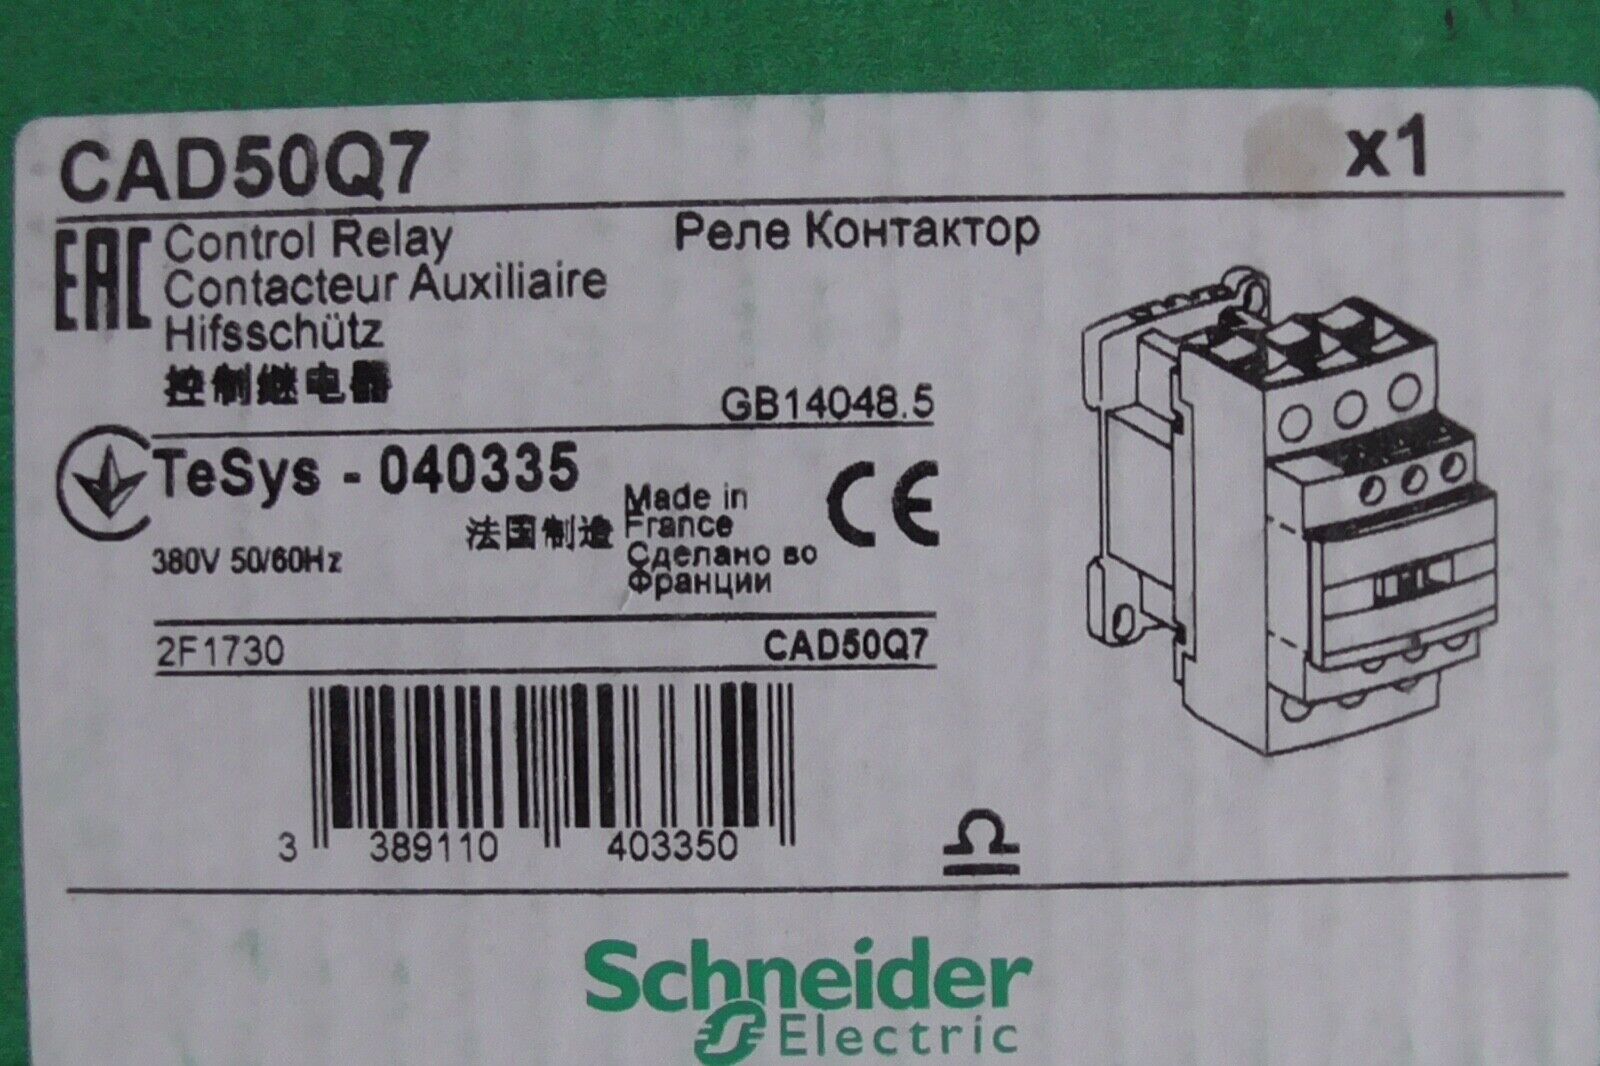 CAD50Q7 x1
EAC
Control Relay Реле Контактор
Contacteur Auxiliaire
Hifsschütz
控制继电器
GB14048.5
TeSys - 040335
法国制造
Made in
France
Сделано во
Франции
CE
380V 50/60Hz
2F1730 CAD50Q7
3 389110 403350
Schneider
Electric